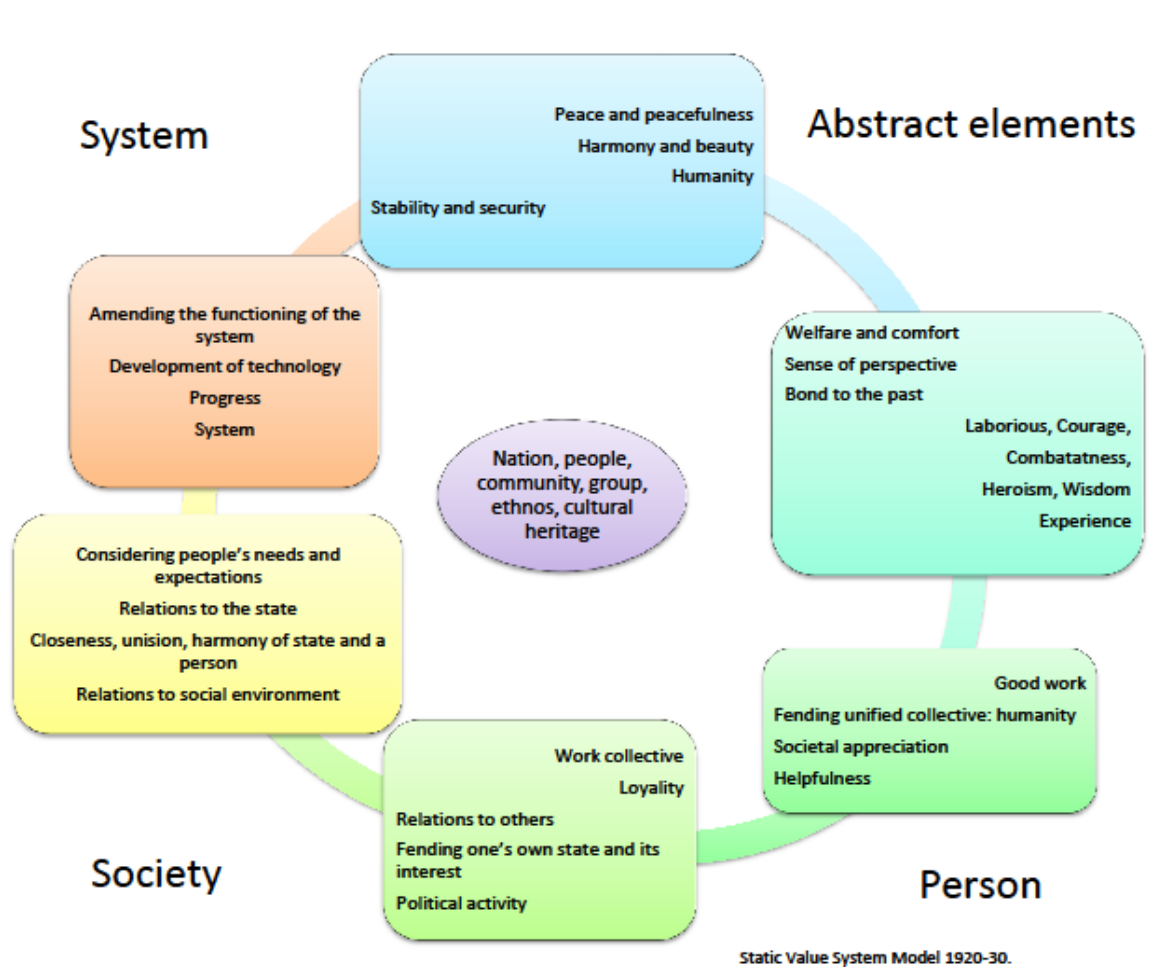 System
Abstract elements
Peace and peacefulness
Harmony and beauty
Humanity
Stability and security
Amending the functioning of the
system
Development of technology
Progress
System
Welfare and comfort
Sense of perspective
Bond to the past
Laborious, Courage,
Combatatness,
Heroism, Wisdom
Experience
Nation, people,
community, group,
ethnos, cultural
heritage
Considering people's needs and
expectations
Relations to the state
Closeness, unision, harmony of state and a
person
Relations to social environment
Good work
Fending unified collective: humanity
Societal appreciation
Helpfulness
Work collective
Loyality
Relations to others
Fending one's own state and its
interest
Political activity
Society
Person
Static Value System Model 1920-30.